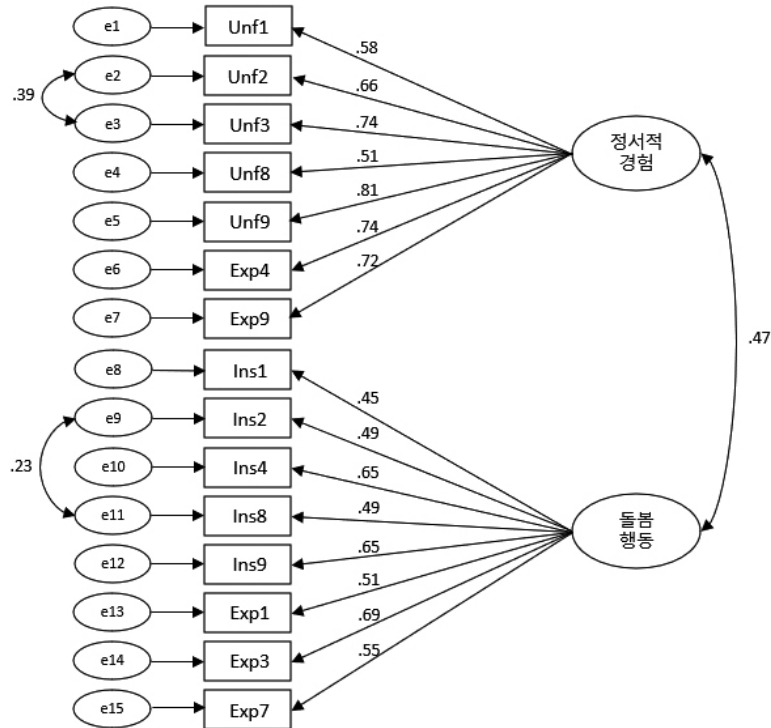 e1 Unf1
.58
e2 Unf2
.66
.39
e3 Unf3
.74
정서적
경험
e4 Unf8
.51
e5 Unf9
.81
e6 Exp4
.74
e7 Exp9
.72
.47
e8 Ins1
.45
e9 Ins2
.49
.23
e10 Ins4
.65
e11 Ins8
.49
돌봄
행동
e12 Ins9
.65
e13 Exp1
.51
e14 Exp3
.69
e15 Exp7
.55